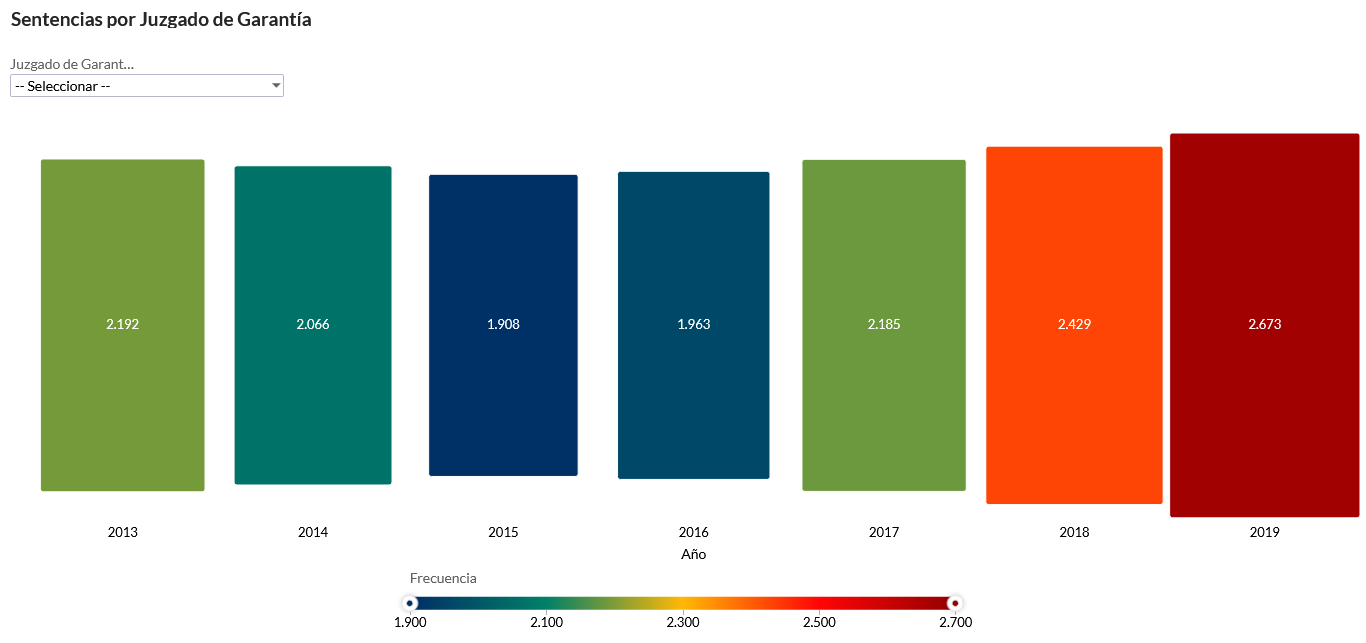 Sentencias por Juzgado de Garantía
Juzgado de Garant...
-- Seleccionar --
2.192 2.066 1.908 1.963 2.185 2.429 2.673
2013 2014 2015 2016 2017 2018 2019
Año
Frecuencia
1.900 2.100 2.300 2.500 2.700